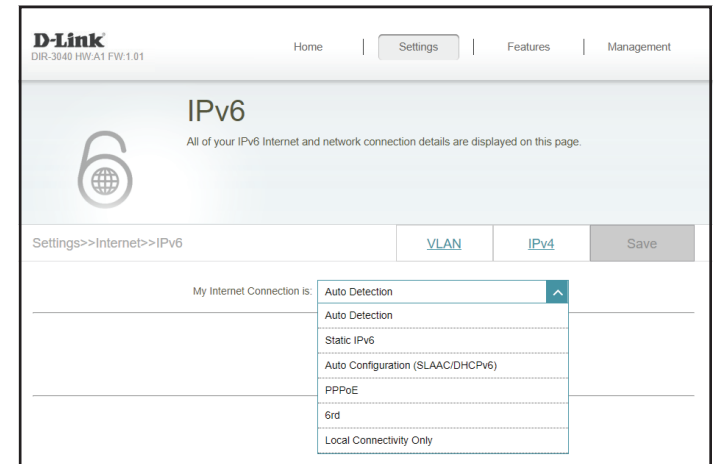 D-Link
DIR-3040 HW:A1 FW:1.01
Home | Settings | Features | Management
IPv6
All of your IPv6 Internet and network connection details are displayed on this page.
Settings>>Internet>>IPv6 VLAN IPv4 Save
My Internet Connection is: Auto Detection
Auto Detection
Static IPv6
Auto Configuration (SLAAC/DHCPv6)
PPPoE
6rd
Local Connectivity Only